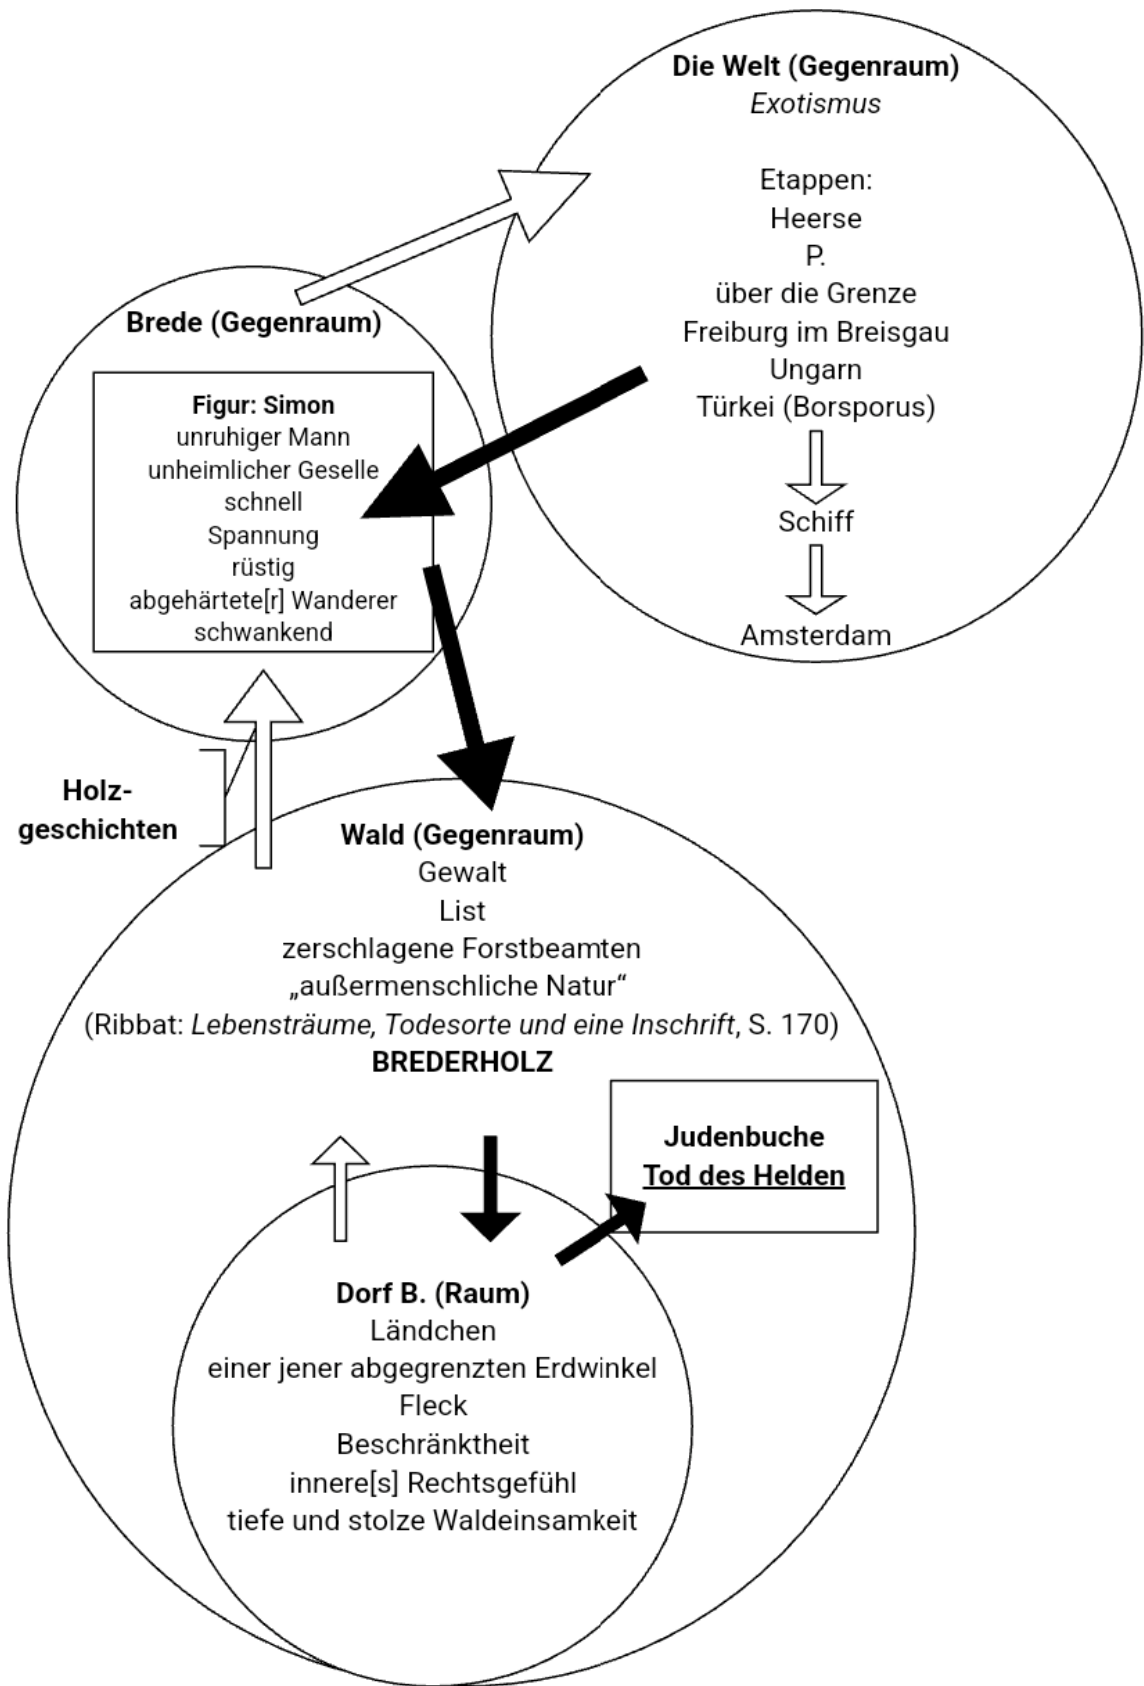 Die Welt (Gegenraum)
Exotismus
Etappen:
Heerse
P.
über die Grenze
Freiburg im Breisgau
Ungarn
Türkei (Borsporus)
Schiff
Amsterdam
Brede (Gegenraum)
Figur: Simon
unruhiger Mann
unheimlicher Geselle
schnell
Spannung
rüstig
abgehärtete[r] Wanderer
schwankend
Holz-
geschichten
Wald (Gegenraum)
Gewalt
List
zerschlagene Forstbeamten
„außermenschliche Natur“
(Ribbat: Lebensträume, Todesorte und eine Inschrift, S. 170)
BREDERHOLZ
Judenbuche
Tod des Helden
Dorf B. (Raum)
Ländchen
einer jener abgegrenzten Erdwinkel
Fleck
Beschränktheit
innere[s] Rechtsgefühl
tiefe und stolze Waldeinsamkeit